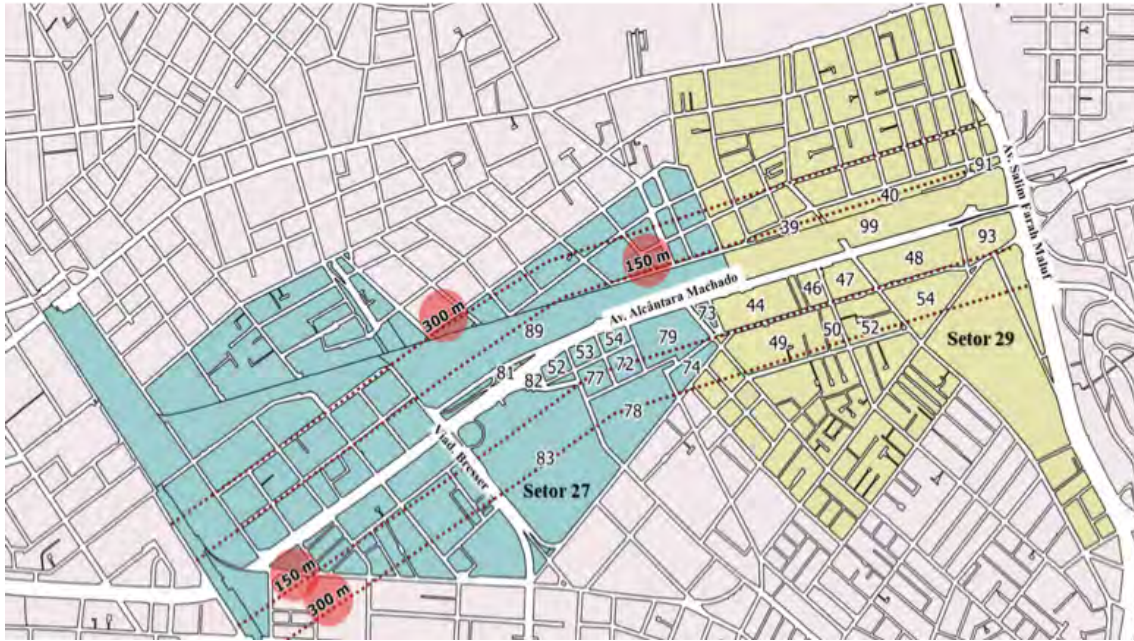 91
40
39
99
93
150 m
48
47
46
Av. Salim Farah Maluf
Av. Alcântara Machado
44
54
300 m
73
89
54
79
50
52
53
49
Setor 29
52
72
74
81
82
77
78
Viad. Bresser
83
Setor 27
150 m
300 m